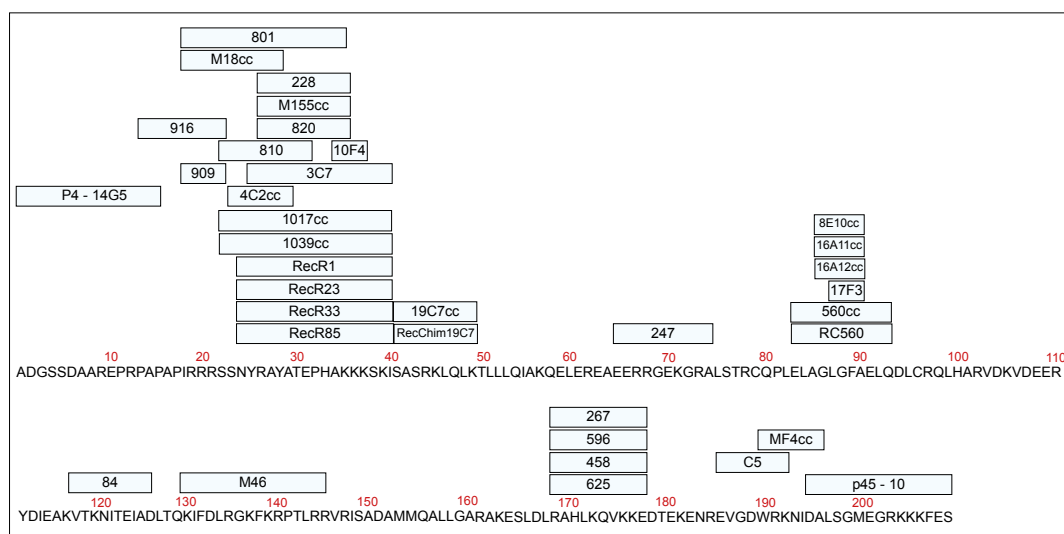 801
M18cc
228
M155cc
916 820
810 10F4
909 3C7
P4 - 14G5 4C2cc
1017cc 8E10cc
1039cc 16A11cc
RecR1 16A12cc
RecR23 17F3
RecR33 19C7cc 560cc
RecR85 RecChim19C7 247 RC560
10 20 30 40 50 60 70 80 90 100 110
ADGSSDAAREPRPAPAPIRRRSSNYRAYATEPHAKKKSKISASRKLQLKTLLLQIAKQELEREAEERRGEKGRALSTRCQPLELAGLGFAELQDLCRQLHARVDKVDEER
267
596 MF4cc
458 C5
84 M46 625 p45 - 10
120 130 140 150 160 170 180 190 200
YDIEAKVTKNITEIADLTQKIFDLRGKFKRPTLRRVRISADAMMQALLGARAKESLDLRAHLKQVKKEDTEKENREVGDWRKNIDALSGMEGRKKKFES